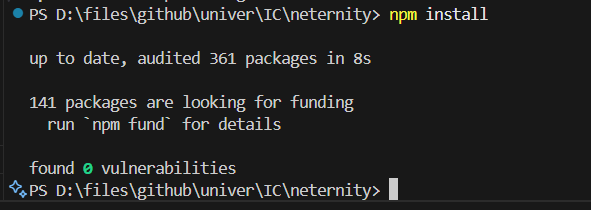 PS D:\files\github\univer\IC\neternity> npm install
up to date, audited 361 packages in 8s
141 packages are looking for funding
run `npm fund` for details
found 0 vulnerabilities
PS D:\files\github\univer\IC\neternity>